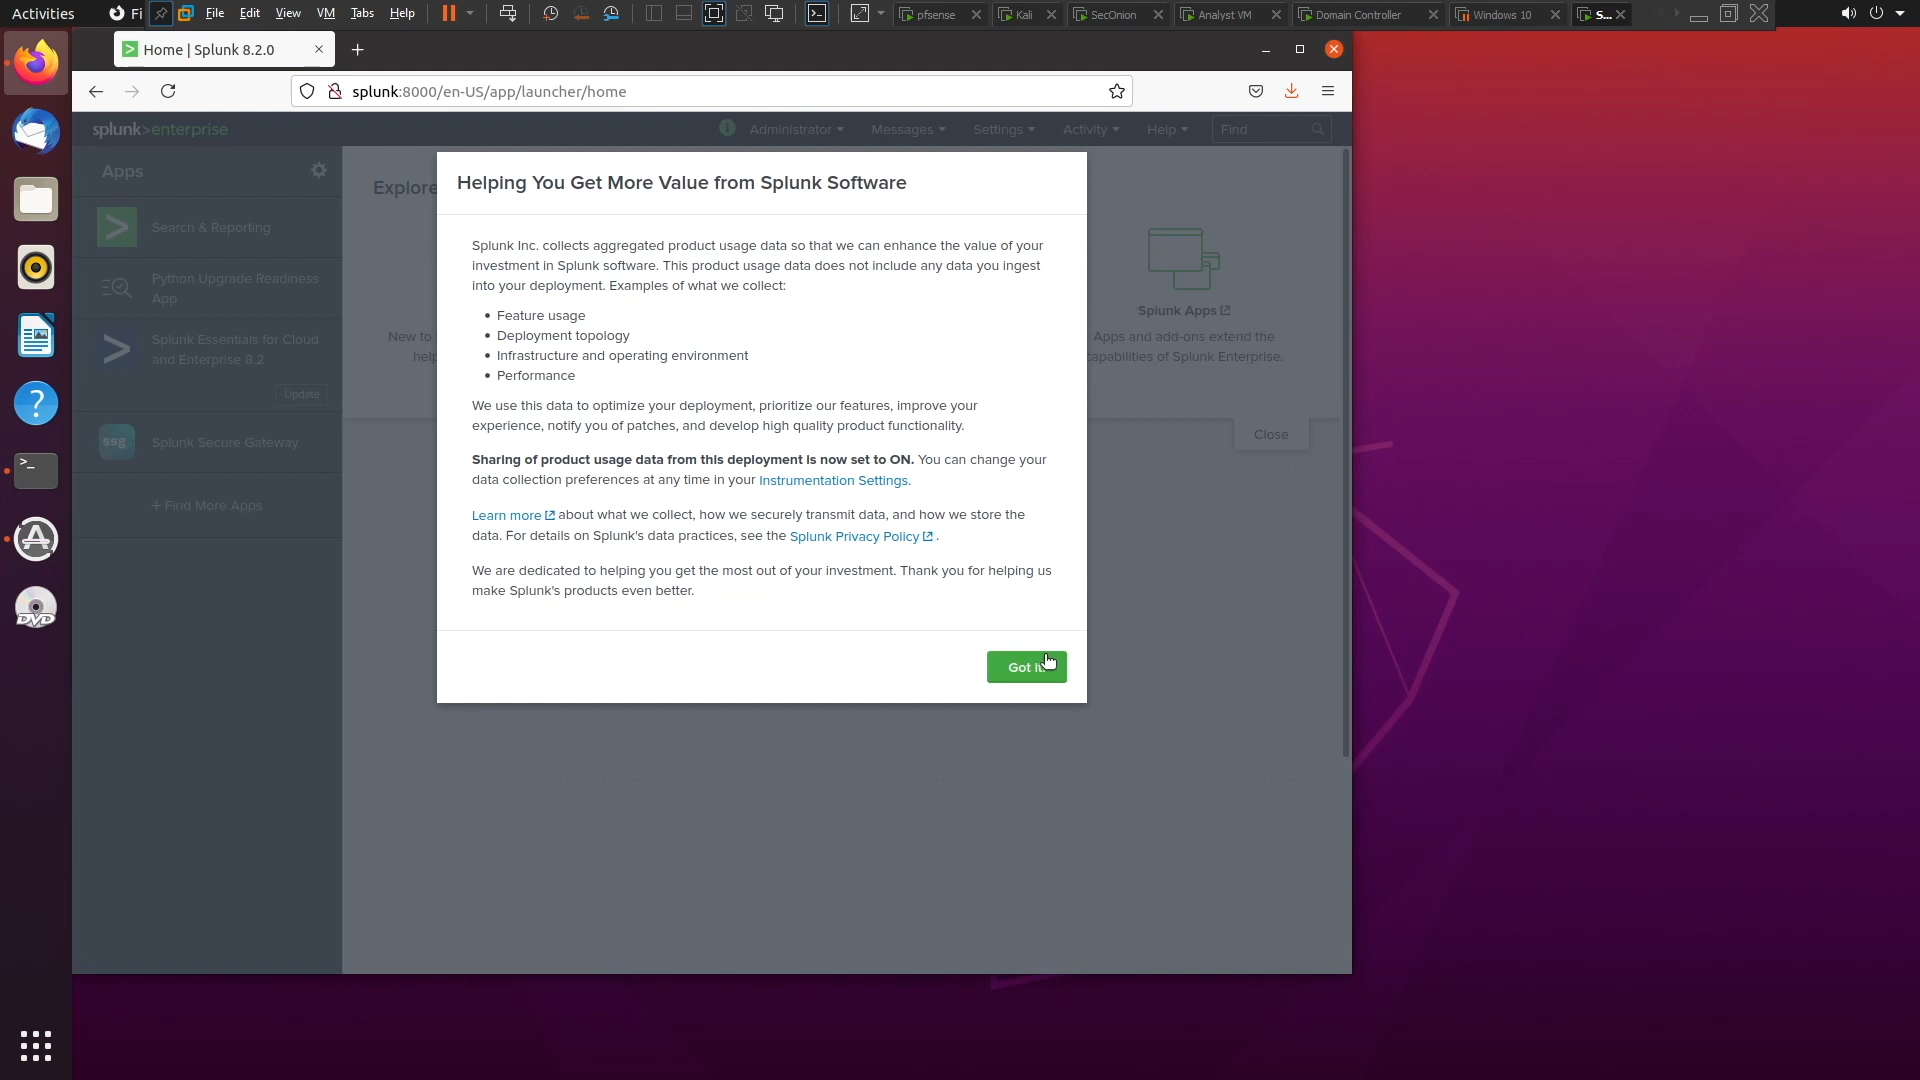 Activities
Fi
File
Edit
View
VM
Tabs
Help
pfsense
Kali
SecOnion
Analyst VM
Domain Controller
Windows 10
S...
Home | Splunk 8.2.0
splunk:8000/en-US/app/launcher/home
splunk>enterprise
Administrator
Messages
Settings
Activity
Help
Find
Apps
Search & Reporting
Python Upgrade Readiness
App
Splunk Essentials for Cloud
and Enterprise 8.2
Update
ssg
Splunk Secure Gateway
+ Find More Apps
Explore
New to
help
Helping You Get More Value from Splunk Software
Splunk Inc. collects aggregated product usage data so that we can enhance the value of your
investment in Splunk software. This product usage data does not include any data you ingest
into your deployment. Examples of what we collect:
• Feature usage
• Deployment topology
• Infrastructure and operating environment
• Performance
We use this data to optimize your deployment, prioritize our features, improve your
experience, notify you of patches, and develop high quality product functionality.
Sharing of product usage data from this deployment is now set to ON. You can change your
data collection preferences at any time in your Instrumentation Settings.
Learn more about what we collect, how we securely transmit data, and how we store the
data. For details on Splunk's data practices, see the Splunk Privacy Policy .
We are dedicated to helping you get the most out of your investment. Thank you for helping us
make Splunk's products even better.
Got it!
Splunk Apps
Apps and add-ons extend the
capabilities of Splunk Enterprise.
Close
DVD